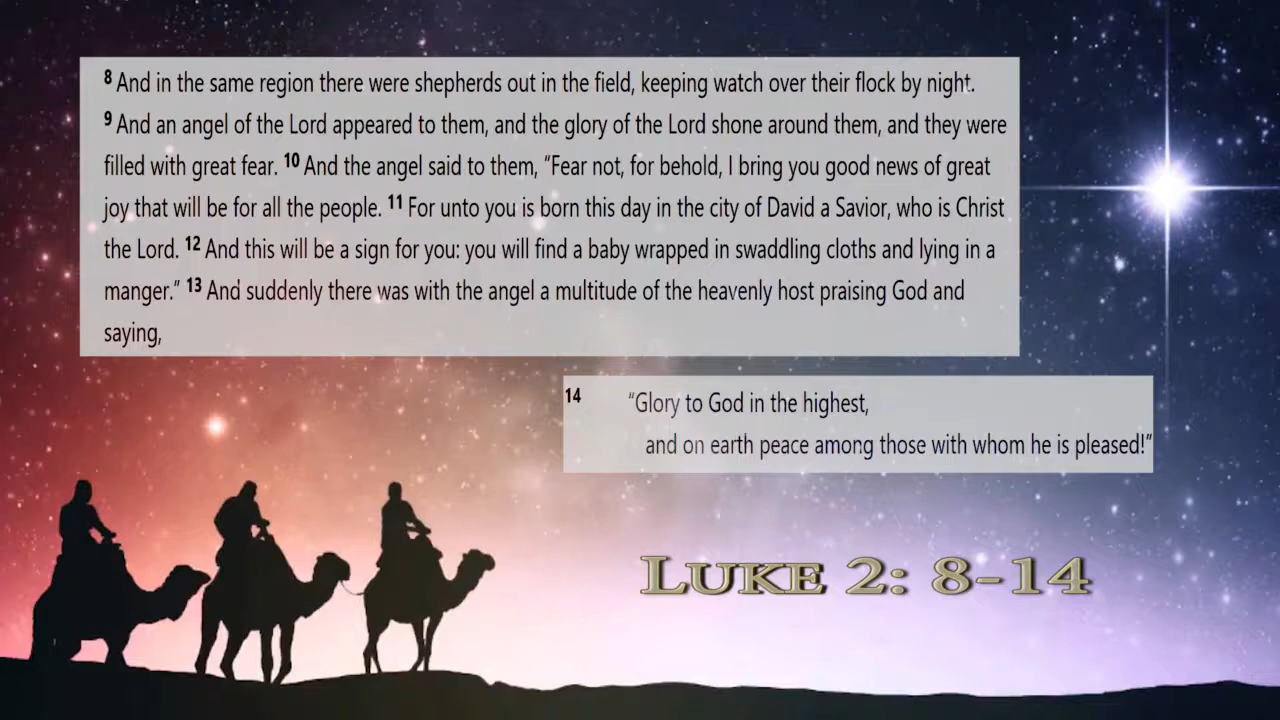 8 And in the same region there were shepherds out in the field, keeping watch over their flock by night.
9 And an angel of the Lord appeared to them, and the glory of the Lord shone around them, and they were
filled with great fear. 10 And the angel said to them, “Fear not, for behold, I bring you good news of great
joy that will be for all the people. 11 For unto you is born this day in the city of David a Savior, who is Christ
the Lord. 12 And this will be a sign for you: you will find a baby wrapped in swaddling cloths and lying in a
manger.” 13 And suddenly there was with the angel a multitude of the heavenly host praising God and
saying,
14 “Glory to God in the highest,
and on earth peace among those with whom he is pleased!”
LUKE 2: 8-14